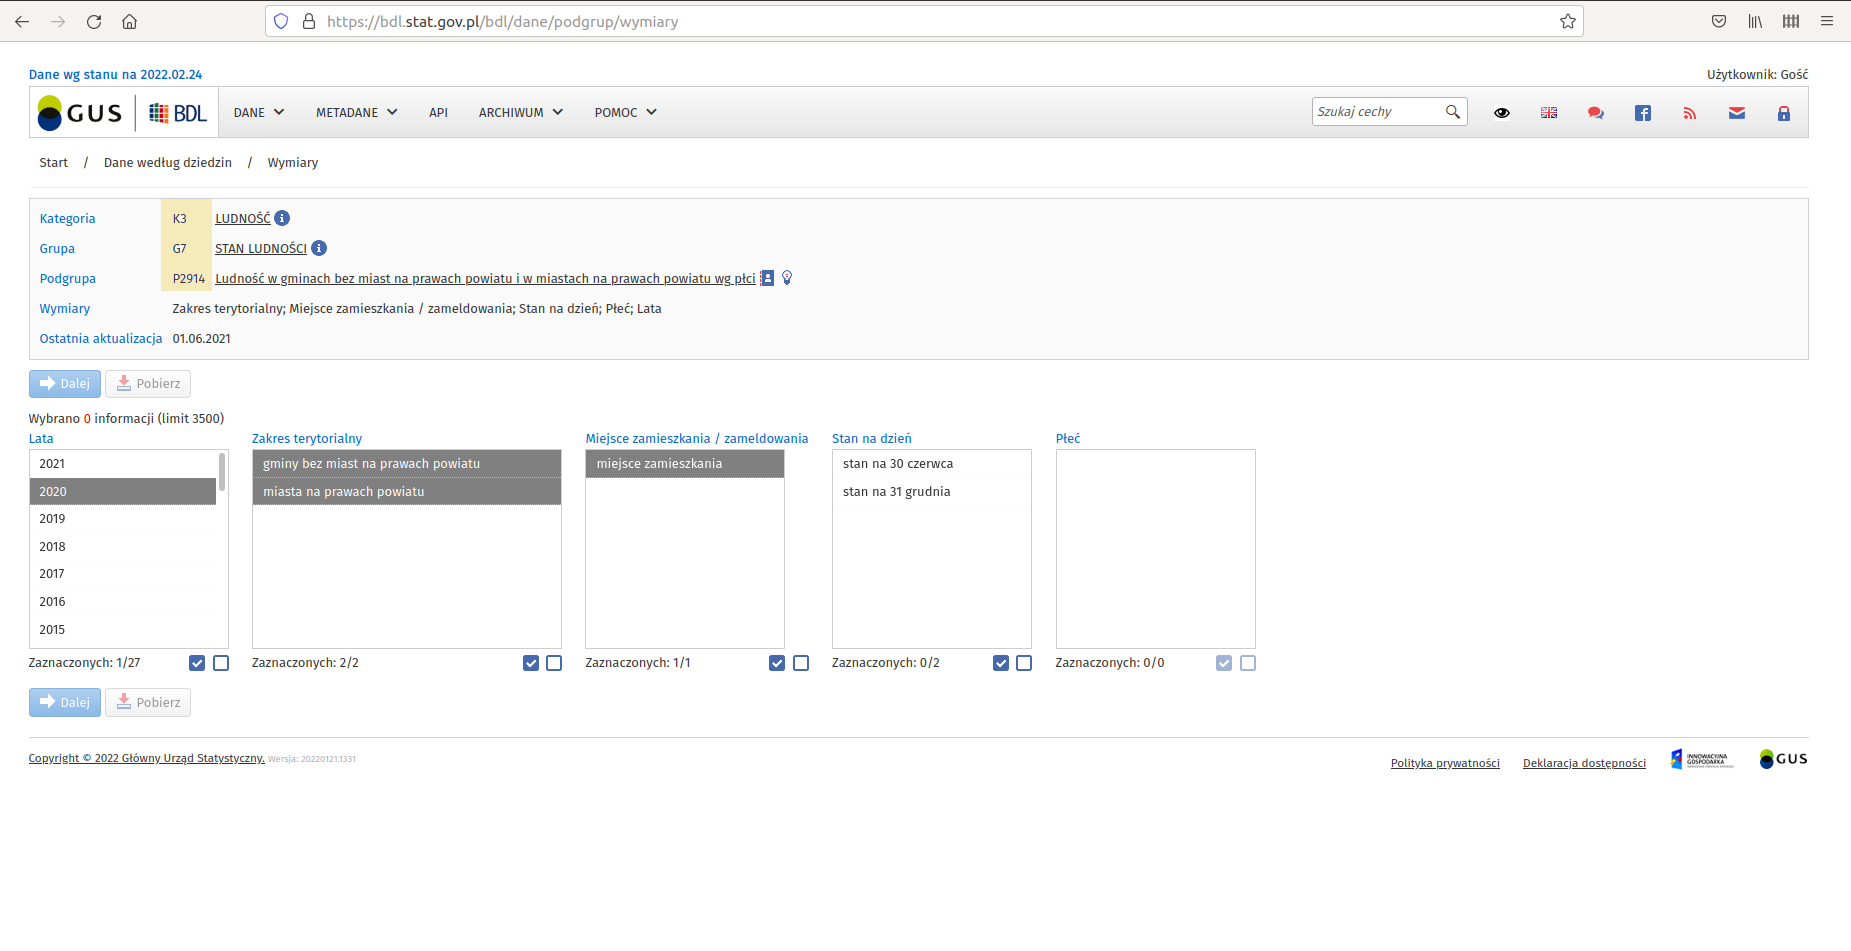 https://bdl.stat.gov.pl/bdl/dane/podgrup/wymiary
Dane wg stanu na 2022.02.24
Użytkownik: Gość
GUS BDL DANE METADANE API ARCHIWUM POMOC Szukaj cechy
Start / Dane według dziedzin / Wymiary
Kategoria K3 LUDNOŚĆ
Grupa G7 STAN LUDNOŚCI
Podgrupa P2914 Ludność w gminach bez miast na prawach powiatu i w miastach na prawach powiatu wg płci
Wymiary Zakres terytorialny; Miejsce zamieszkania / zameldowania; Stan na dzień; Płeć; Lata
Ostatnia aktualizacja 01.06.2021
Dalej Pobierz
Wybrano 0 informacji (limit 3500)
Lata Zakres terytorialny Miejsce zamieszkania / zameldowania Stan na dzień Płeć
2021 gminy bez miast na prawach powiatu miejsce zamieszkania stan na 30 czerwca
2020 miasta na prawach powiatu stan na 31 grudnia
2019
2018
2017
2016
2015
Zaznaczonych: 1/27 Zaznaczonych: 2/2 Zaznaczonych: 1/1 Zaznaczonych: 0/2 Zaznaczonych: 0/0
Dalej Pobierz
Copyright © 2022 Główny Urząd Statystyczny. Wersja: 20220121.1331
Polityka prywatności Deklaracja dostępności INNOWACYJNA GOSPODARKA GUS